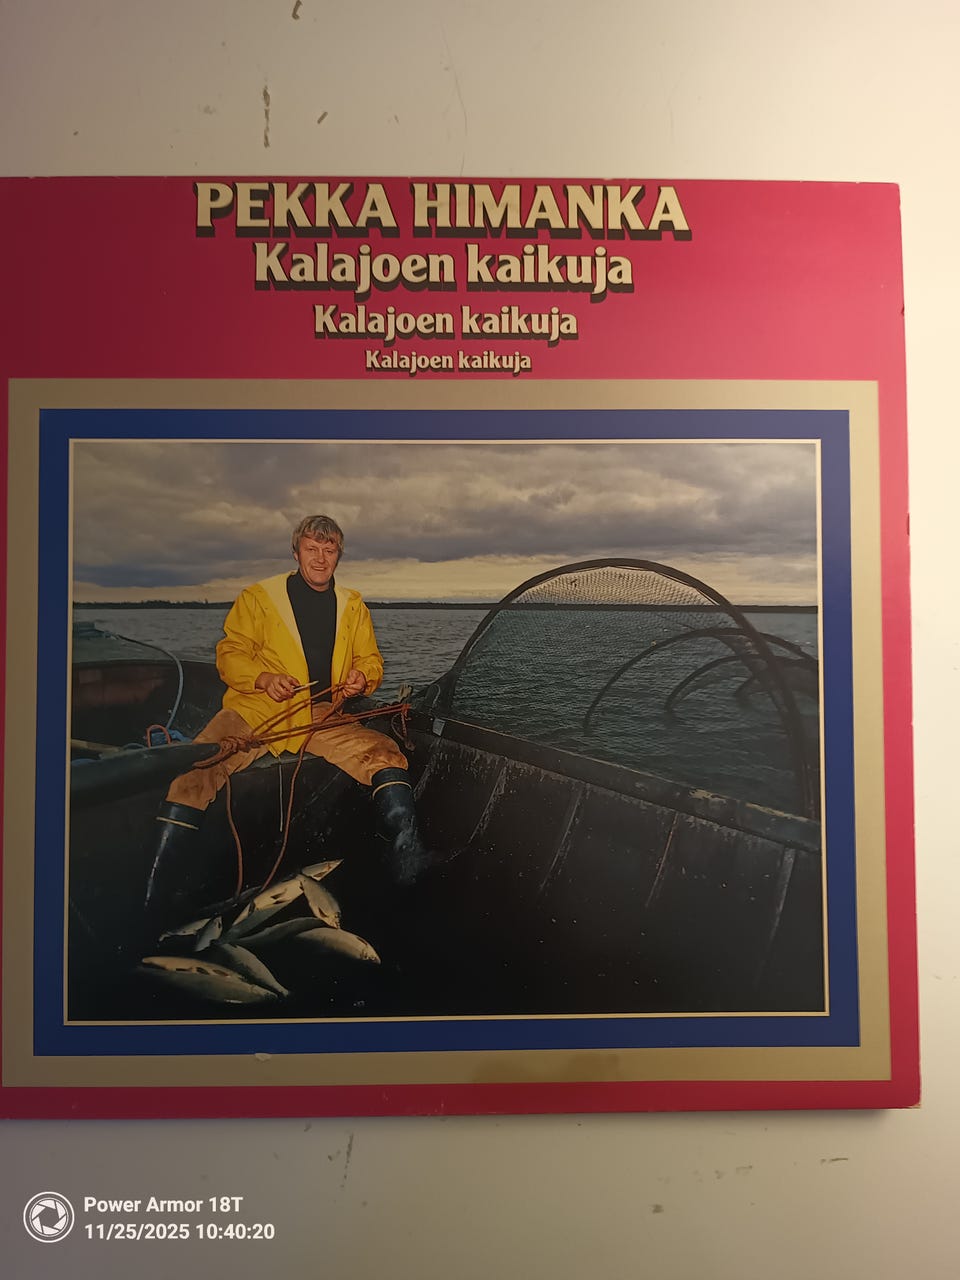 PEKKA HIMANKA
Kalajoen kaikuja
Kalajoen kaikuja
Kalajoen kaikuja
Power Armor 18T
11/25/2025 10:40:20